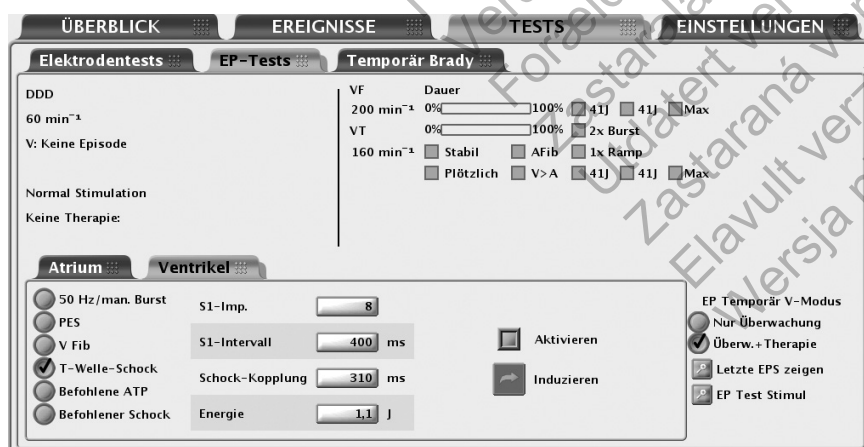 ÜBERBLICK EREIGNISSE TESTS EINSTELLUNGEN
Elektrodentests EP-Tests Temporär Brady
DDD
60 min⁻¹
V: Keine Episode
Normal Stimulation
Keine Therapie:
VF Dauer
200 min⁻¹ 0% 100% 41J 41J Max
VT 0% 100% 2x Burst
160 min⁻¹ Stabil AFib 1x Ramp
Plötzlich V>A 41J 41J Max
Atrium Ventrikel
50 Hz/man. Burst
PES
V Fib
T-Welle-Schock
Befohlene ATP
Befohlener Schock
S1-Imp. 8
S1-Intervall 400 ms
Schock-Kopplung 310 ms
Energie 1,1 J
Aktivieren
Induzieren
EP Temporär V-Modus
Nur Überwachung
Überw.+Therapie
Letzte EPS zeigen
EP Test Stimul
Zastaraná
Elavult
Wersja